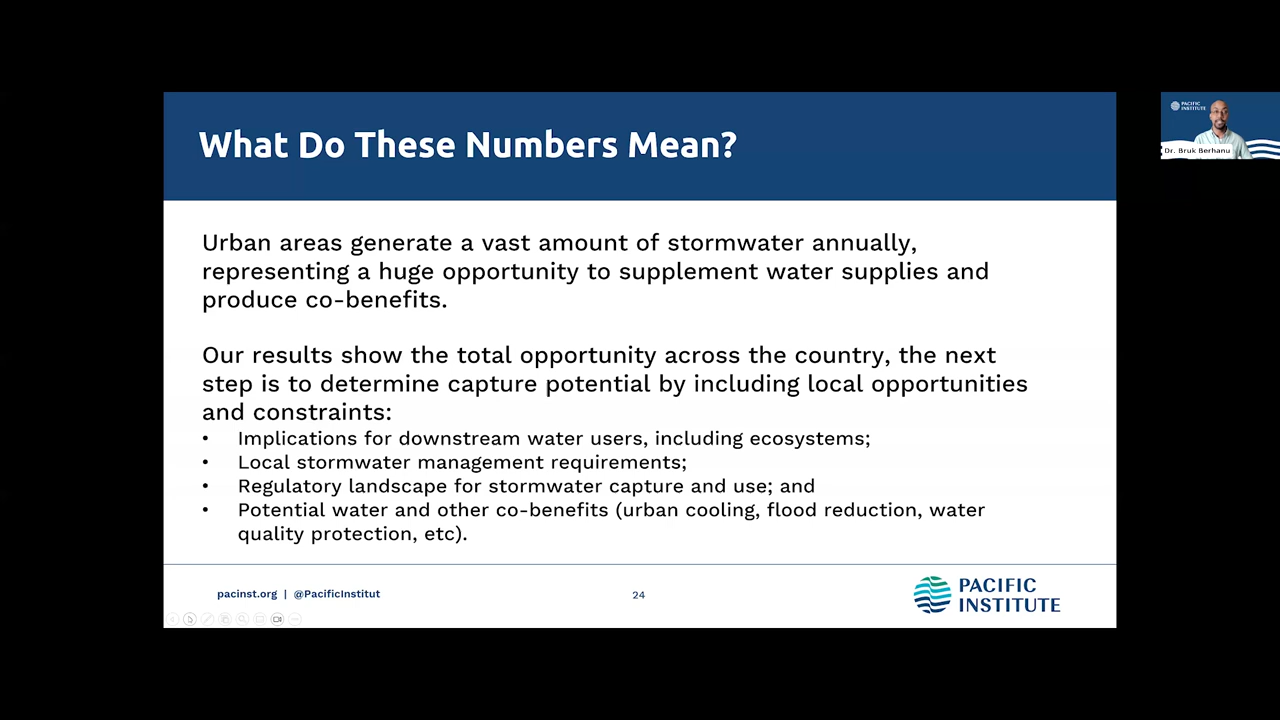 What Do These Numbers Mean?
PACIFIC
INSTITUTE
Dr. Bruk Berhanu
Urban areas generate a vast amount of stormwater annually,
representing a huge opportunity to supplement water supplies and
produce co-benefits.
Our results show the total opportunity across the country, the next
step is to determine capture potential by including local opportunities
and constraints:
• Implications for downstream water users, including ecosystems;
• Local stormwater management requirements;
• Regulatory landscape for stormwater capture and use; and
• Potential water and other co-benefits (urban cooling, flood reduction, water
quality protection, etc).
pacinst.org | @PacificInstitut
24
PACIFIC
INSTITUTE